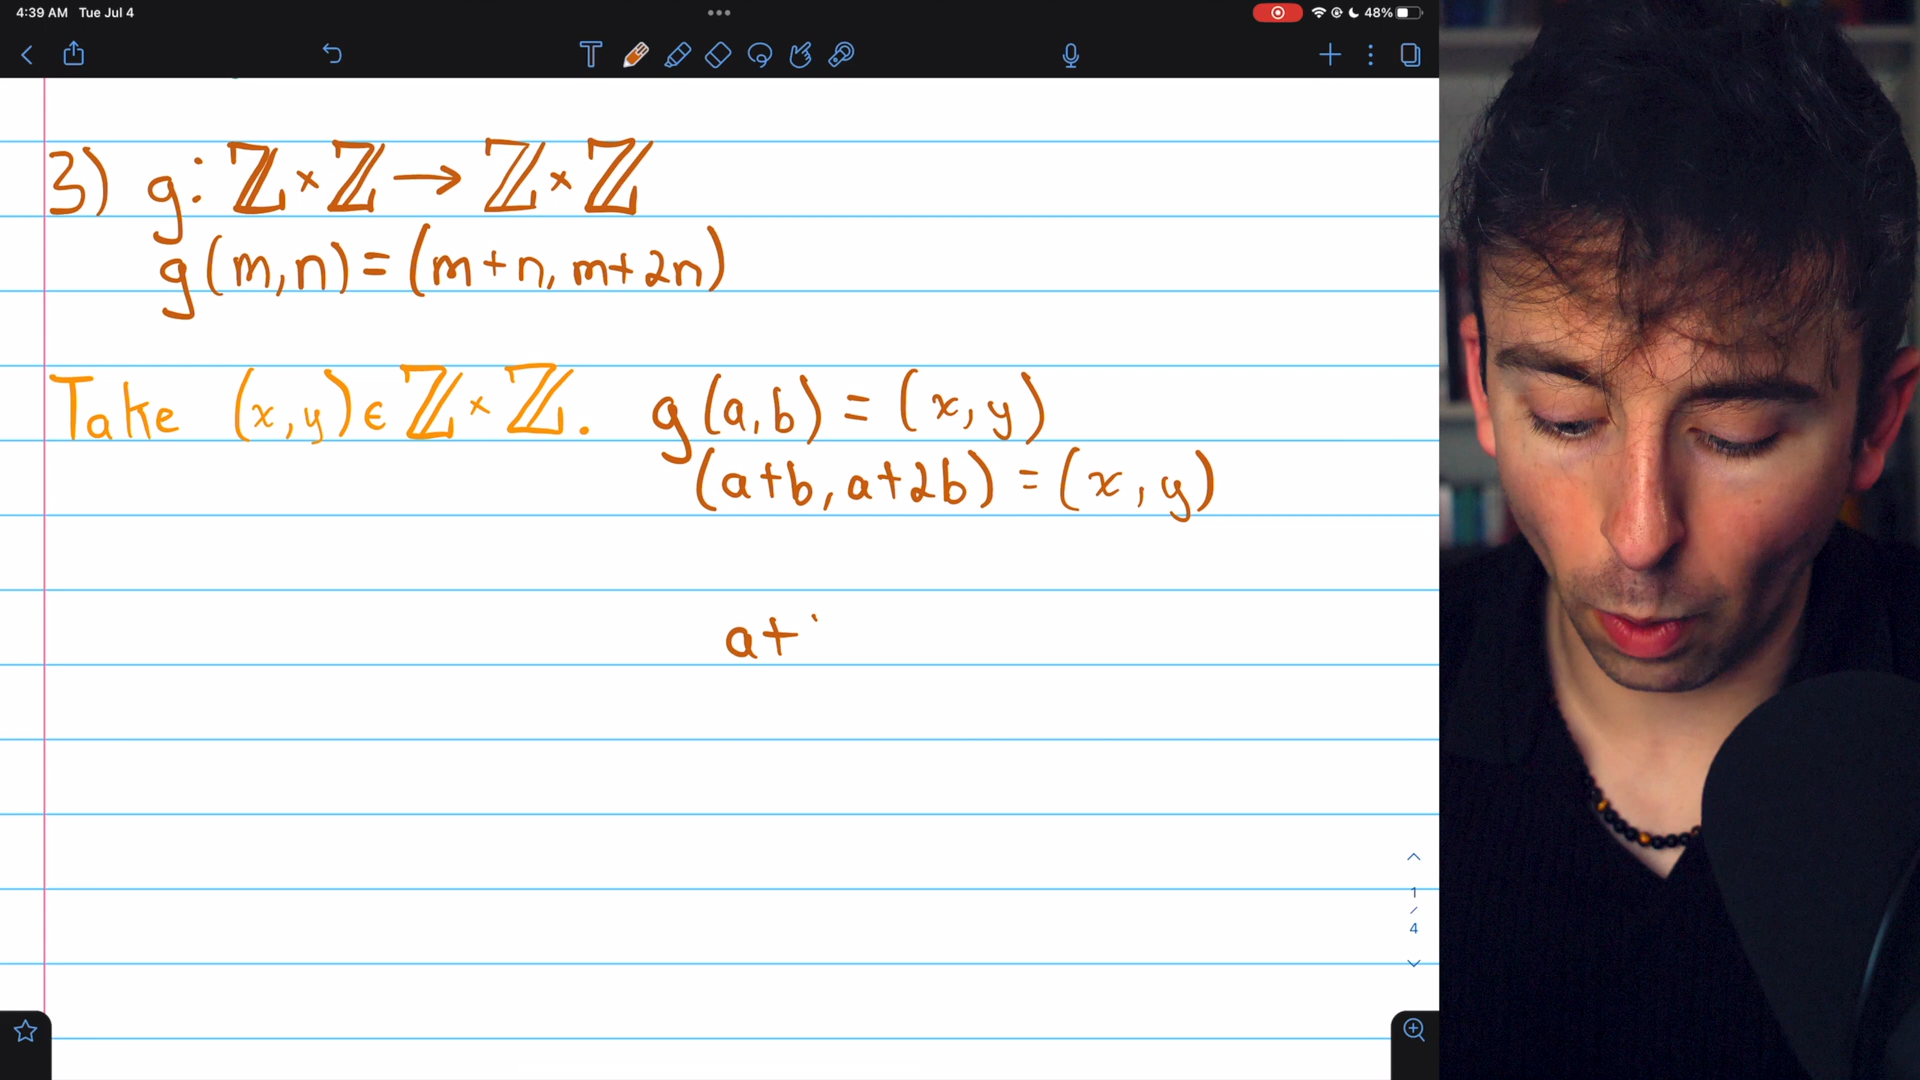 4:39 AM Tue Jul 4
48%
3) g: ℤ×ℤ→ℤ×ℤ
g(m,n)=(m+n, m+2n)
Take (x,y)∈ℤ×ℤ. g(a,b)=(x,y)
(a+b, a+2b)=(x,y)
a+
1
/
4